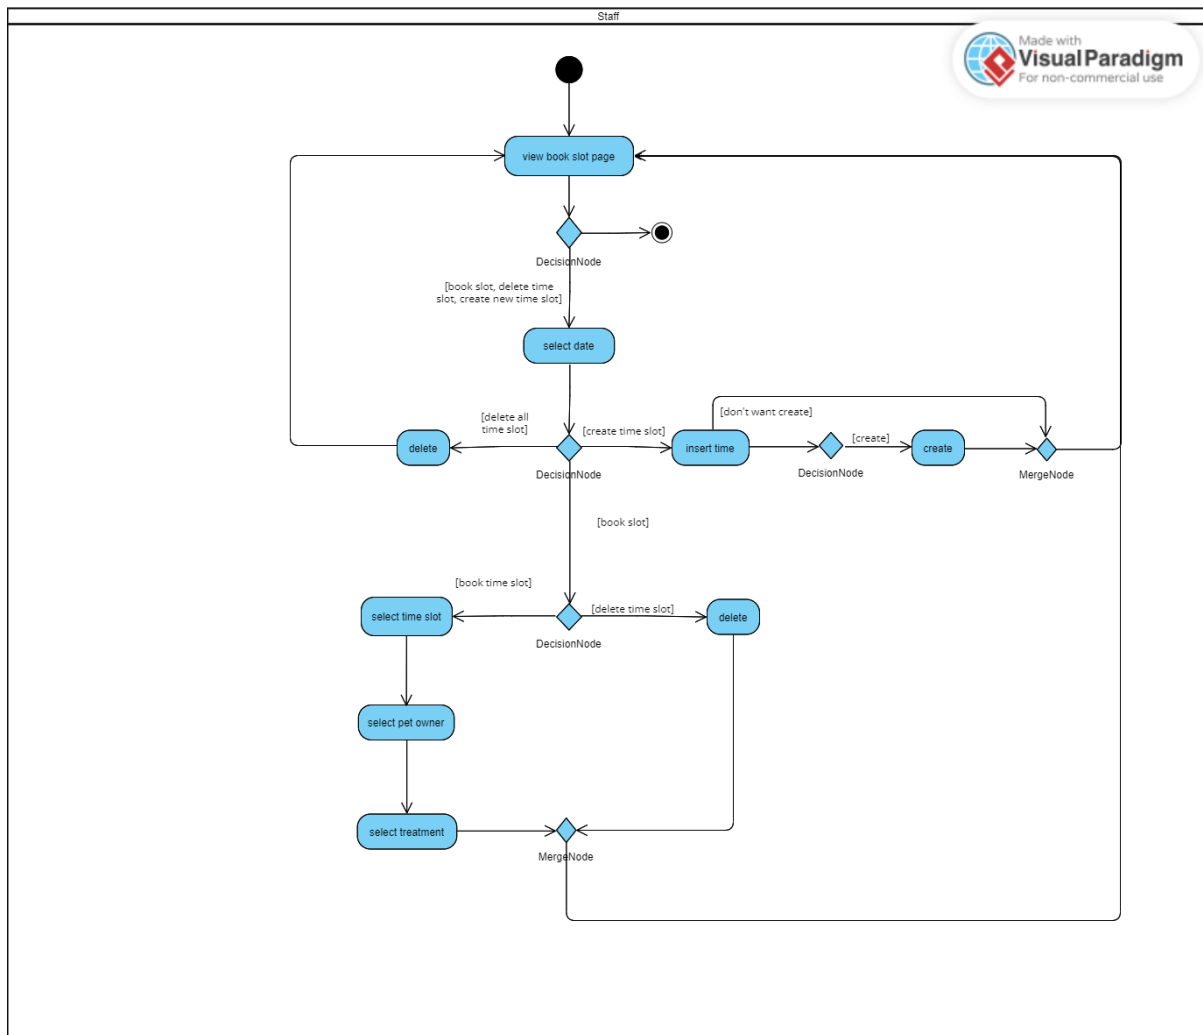 Staff
Made with
Visual Paradigm
For non-commercial use
view book slot page
DecisionNode
[book slot, delete time
slot, create new time slot]
select date
[don't want create]
[delete all
time slot]
[create time slot]
[create]
delete
insert time
create
DecisionNode
DecisionNode
MergeNode
[book slot]
[book time slot]
[delete time slot]
select time slot
delete
DecisionNode
select pet owner
select treatment
MergeNode